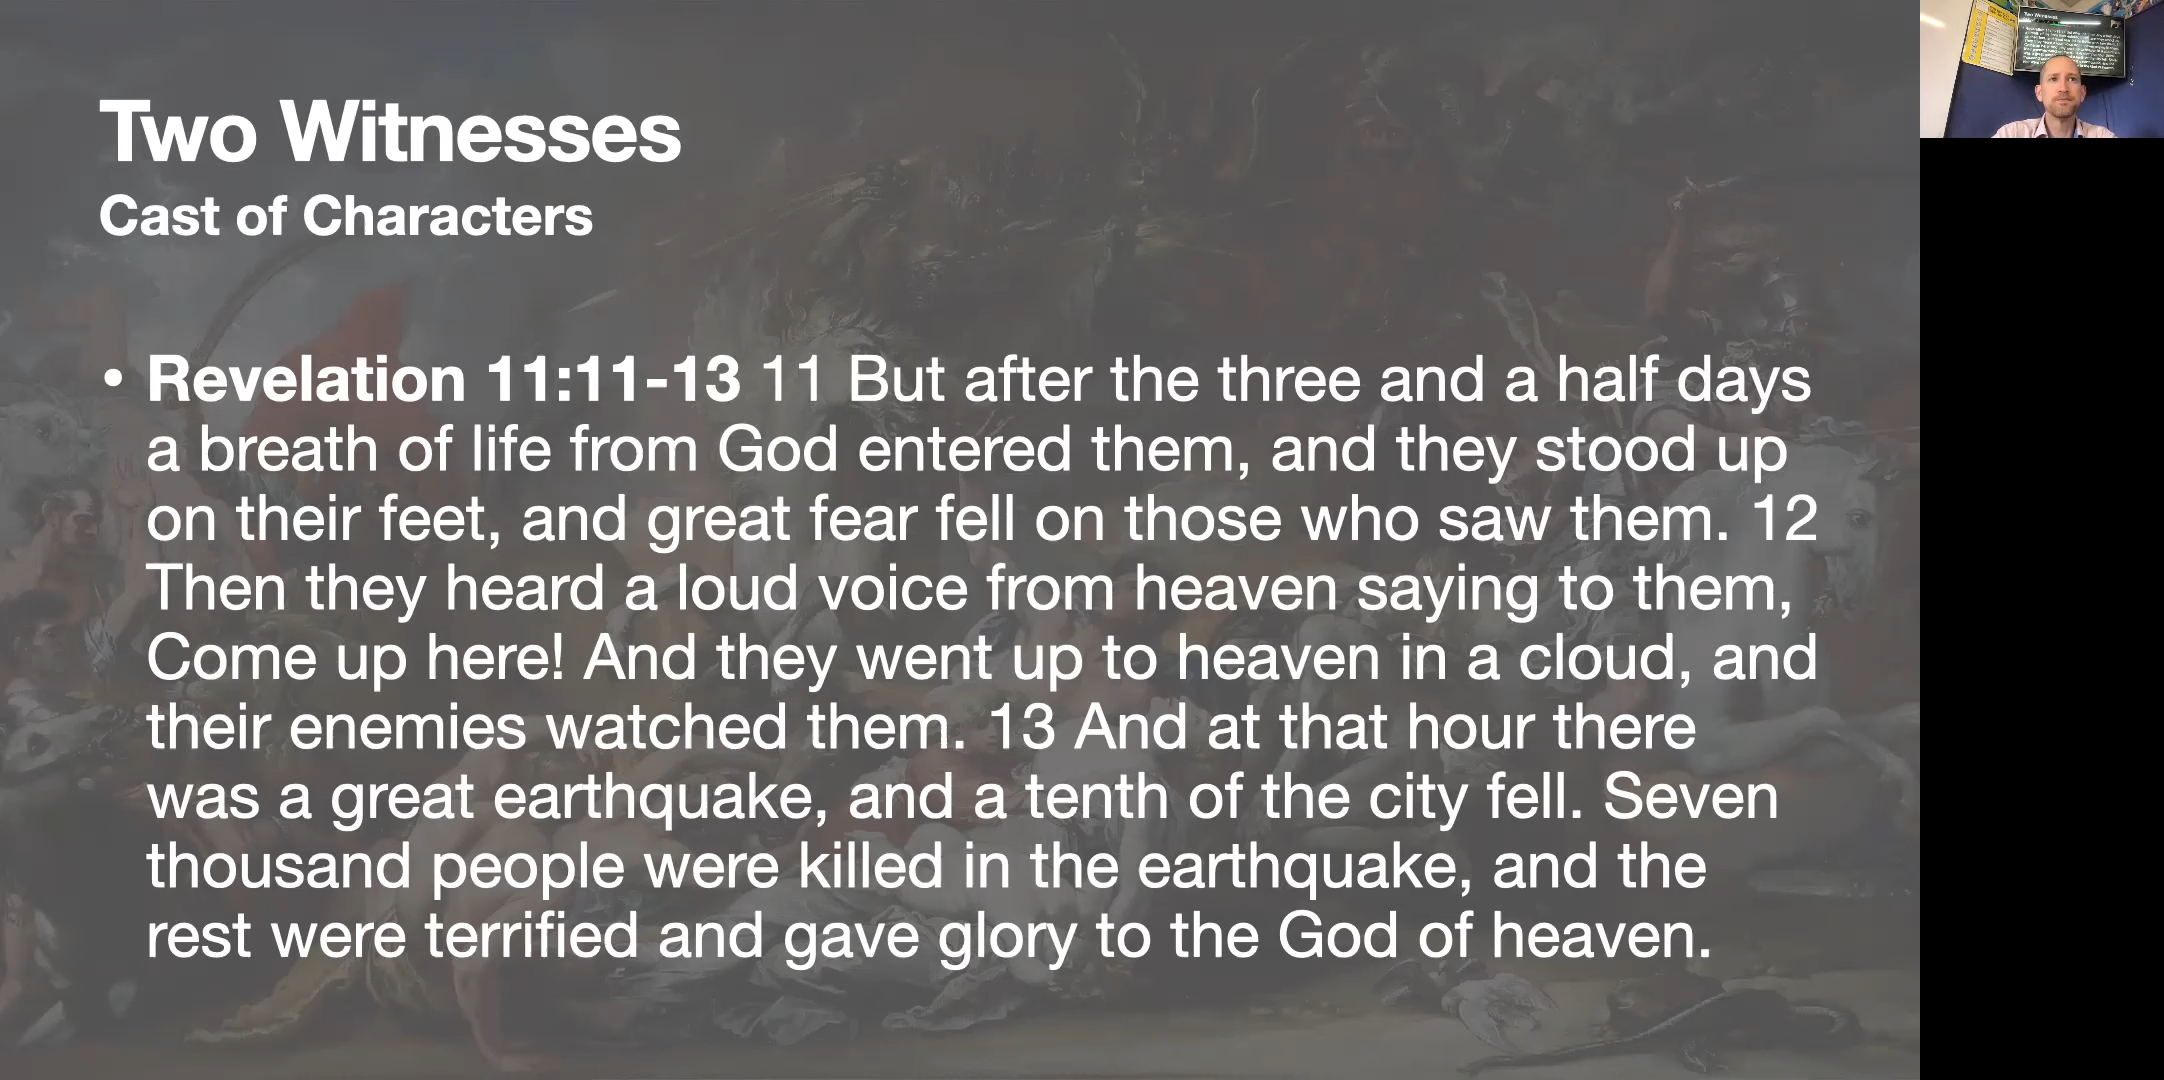 Two Witnesses
Cast of Characters
• Revelation 11:11-13 11 But after the three and a half days
a breath of life from God entered them, and they stood up
on their feet, and great fear fell on those who saw them. 12
Then they heard a loud voice from heaven saying to them,
Come up here! And they went up to heaven in a cloud, and
their enemies watched them. 13 And at that hour there
was a great earthquake, and a tenth of the city fell. Seven
thousand people were killed in the earthquake, and the
rest were terrified and gave glory to the God of heaven.